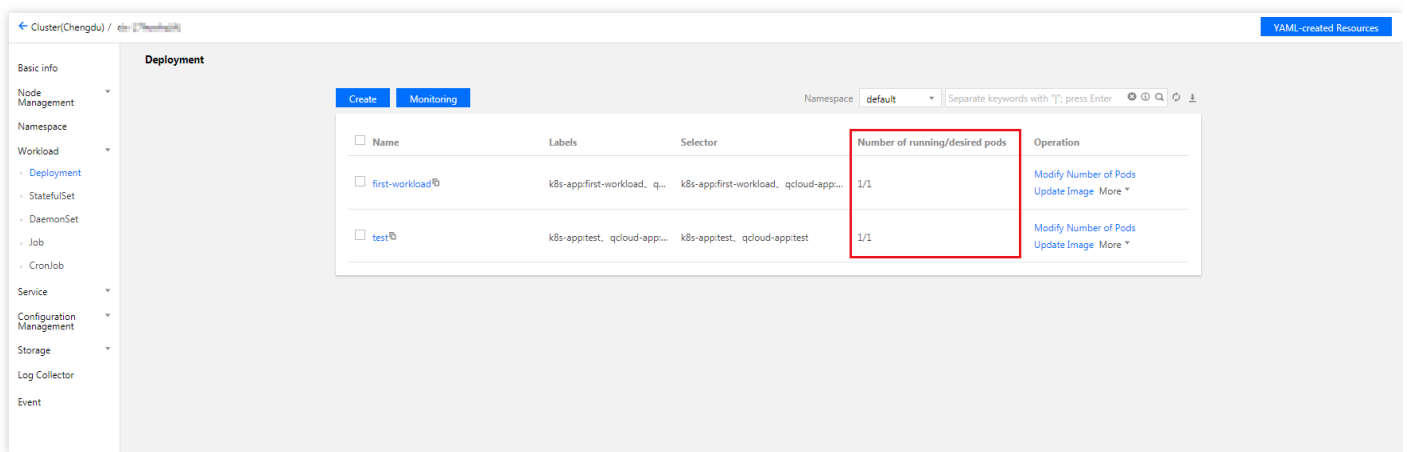 Cluster(Chengdu) /
YAML-created Resources
Basic info
Node
Management
Namespace
Workload
Deployment
StatefulSet
DaemonSet
Job
CronJob
Service
Configuration
Management
Storage
Log Collector
Event
Deployment
Create Monitoring Namespace default Separate keywords with "|"; press Enter
Name Labels Selector Number of running/desired pods Operation
first-workload k8s-app:first-workload、q... k8s-app:first-workload、qcloud-app:... 1/1 Modify Number of Pods
Update Image More
test k8s-app:test、qcloud-app:... k8s-app:test、qcloud-app:test 1/1 Modify Number of Pods
Update Image More